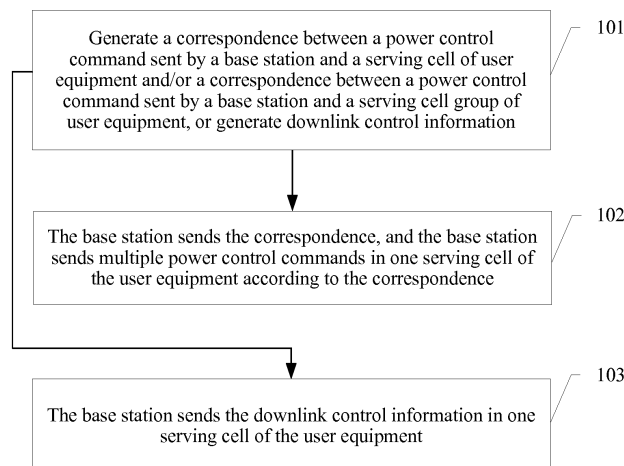 Generate a correspondence between a power control
command sent by a base station and a serving cell of user
equipment and/or a correspondence between a power control
command sent by a base station and a serving cell group of
user equipment, or generate downlink control information
101
The base station sends the correspondence, and the base station
sends multiple power control commands in one serving cell of
the user equipment according to the correspondence
102
The base station sends the downlink control information in one
serving cell of the user equipment
103